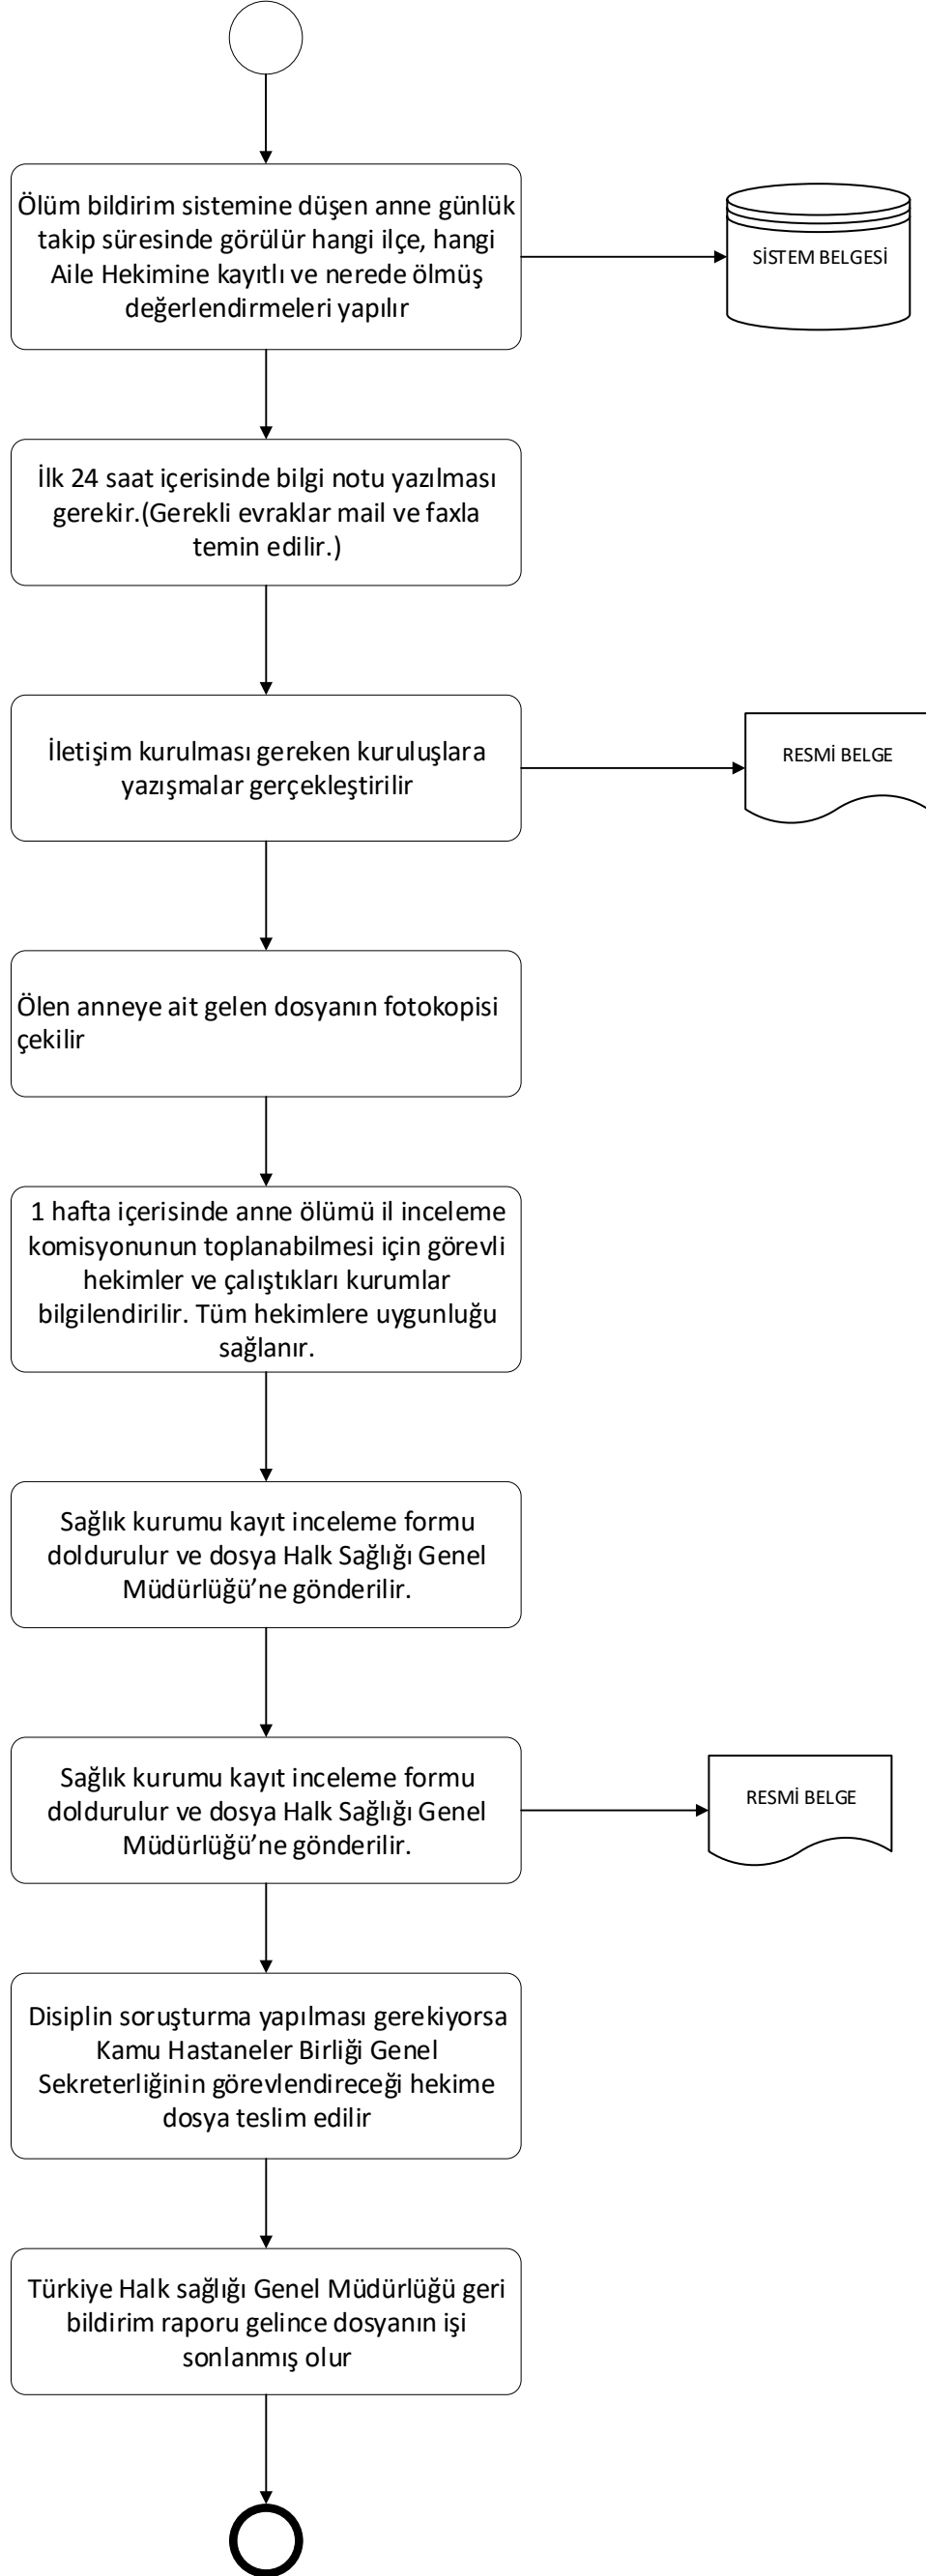 Ölüm bildirim sistemine düşen anne günlük
takip süresinde görülür hangi ilçe, hangi
Aile Hekimine kayıtlı ve nerede ölmüş
değerlendirmeleri yapılır
SİSTEM BELGESİ
İlk 24 saat içerisinde bilgi notu yazılması
gerekir.(Gerekli evraklar mail ve faxla
temin edilir.)
İletişim kurulması gereken kuruluşlara
yazışmalar gerçekleştirilir
RESMİ BELGE
Ölen anneye ait gelen dosyanın fotokopisi
çekilir
1 hafta içerisinde anne ölümü il inceleme
komisyonunun toplanabilmesi için görevli
hekimler ve çalıştıkları kurumlar
bilgilendirilir. Tüm hekimlere uygunluğu
sağlanır.
Sağlık kurumu kayıt inceleme formu
doldurulur ve dosya Halk Sağlığı Genel
Müdürlüğü’ne gönderilir.
Sağlık kurumu kayıt inceleme formu
doldurulur ve dosya Halk Sağlığı Genel
Müdürlüğü’ne gönderilir.
RESMİ BELGE
Disiplin soruşturma yapılması gerekiyorsa
Kamu Hastaneler Birliği Genel
Sekreterliğinin görevlendireceği hekime
dosya teslim edilir
Türkiye Halk sağlığı Genel Müdürlüğü geri
bildirim raporu gelince dosyanın işi
sonlanmış olur